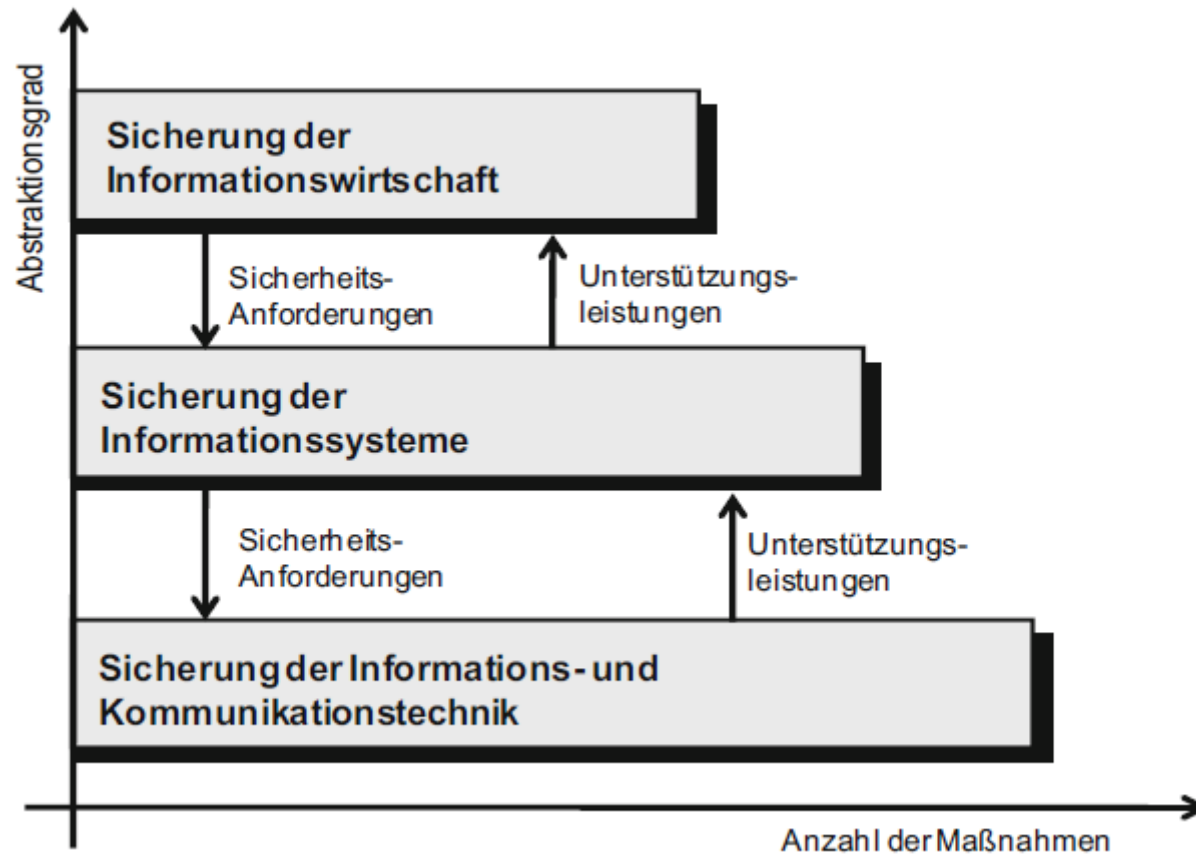 Abstraktionsgrad
Sicherung der
Informationswirtschaft
Sicherheits-
Anforderungen
Unterstützungs-
leistungen
Sicherung der
Informationssysteme
Sicherheits-
Anforderungen
Unterstützungs-
leistungen
Sicherung der Informations- und
Kommunikationstechnik
Anzahl der Maßnahmen